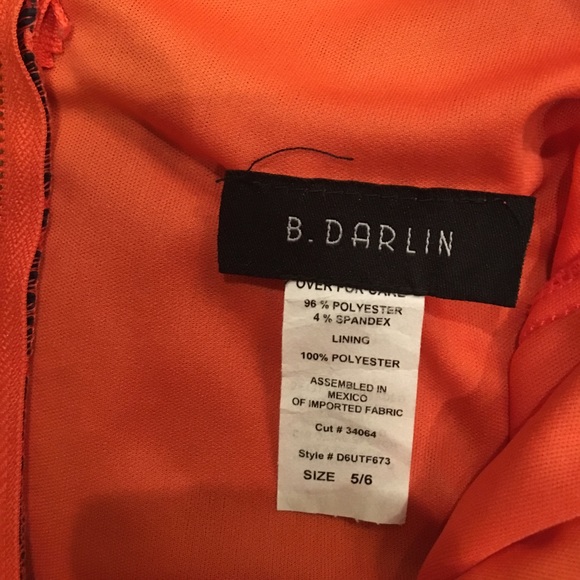 B. DARLIN
OVER FOR CARE
96 % POLYESTER
4 % SPANDEX
LINING
100% POLYESTER
ASSEMBLED IN
MEXICO
OF IMPORTED FABRIC
Cut # 34064
Style # D6UTF673
SIZE 5/6